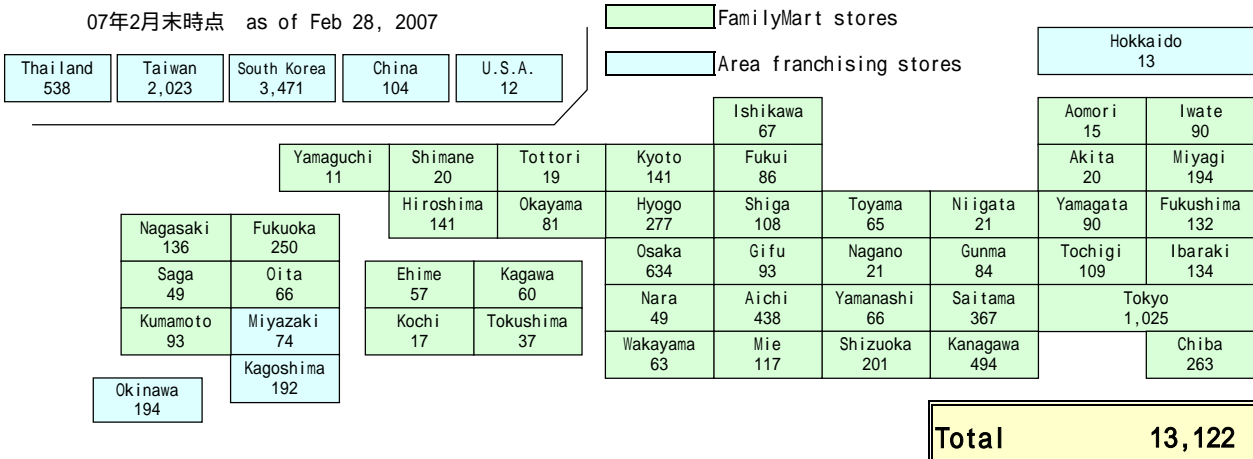 07年2月末時点 as of Feb 28, 2007
FamilyMart stores
Area franchising stores
Hokkaido
13
Thailand
538
Taiwan
2,023
South Korea
3,471
China
104
U.S.A.
12
Ishikawa
67
Aomori
15
Iwate
90
Yamaguchi
11
Shimane
20
Tottori
19
Kyoto
141
Fukui
86
Akita
20
Miyagi
194
Hiroshima
141
Okayama
81
Hyogo
277
Shiga
108
Toyama
65
Niigata
21
Yamagata
90
Fukushima
132
Nagasaki
136
Fukuoka
250
Osaka
634
Gifu
93
Nagano
21
Gunma
84
Tochigi
109
Ibaraki
134
Saga
49
Oita
66
Ehime
57
Kagawa
60
Nara
49
Aichi
438
Yamanashi
66
Saitama
367
Tokyo
1,025
Kumamoto
93
Miyazaki
74
Kochi
17
Tokushima
37
Wakayama
63
Mie
117
Shizuoka
201
Kanagawa
494
Chiba
263
Kagoshima
192
Okinawa
194
Total 13,122